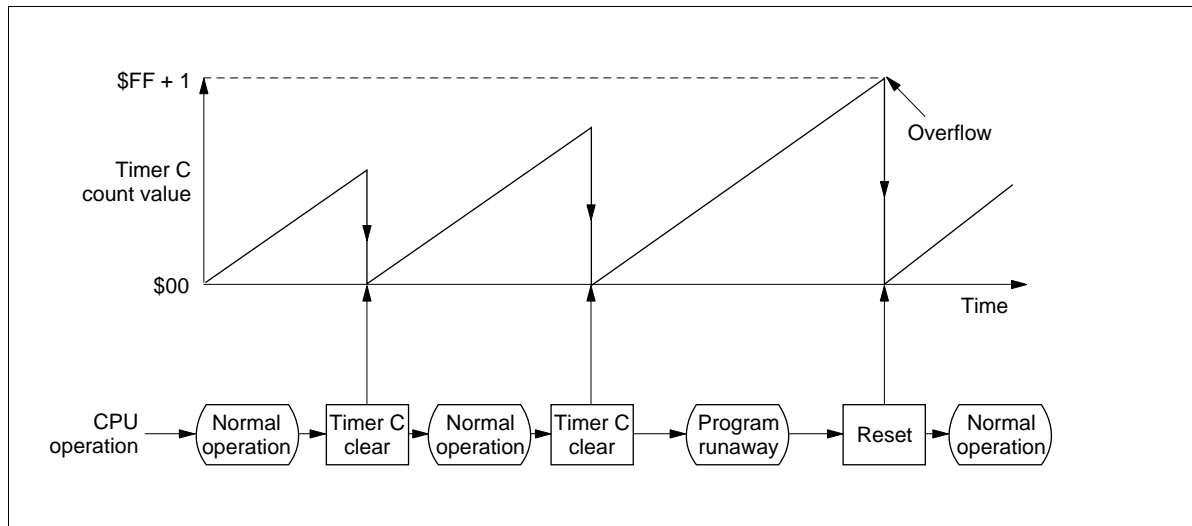 $FF + 1
Overflow
Timer C
count value
$00
Time
CPU
operation
Normal
operation
Timer C
clear
Normal
operation
Timer C
clear
Program
runaway
Reset
Normal
operation